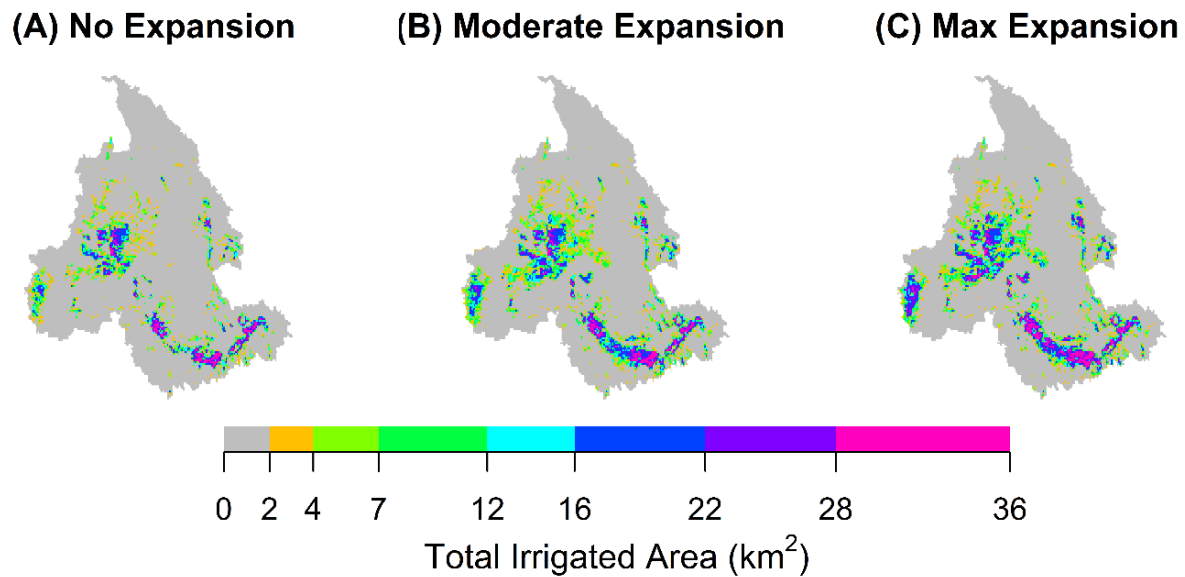 (A) No Expansion (B) Moderate Expansion (C) Max Expansion
0 2 4 7 12 16 22 28 36
Total Irrigated Area (km²)